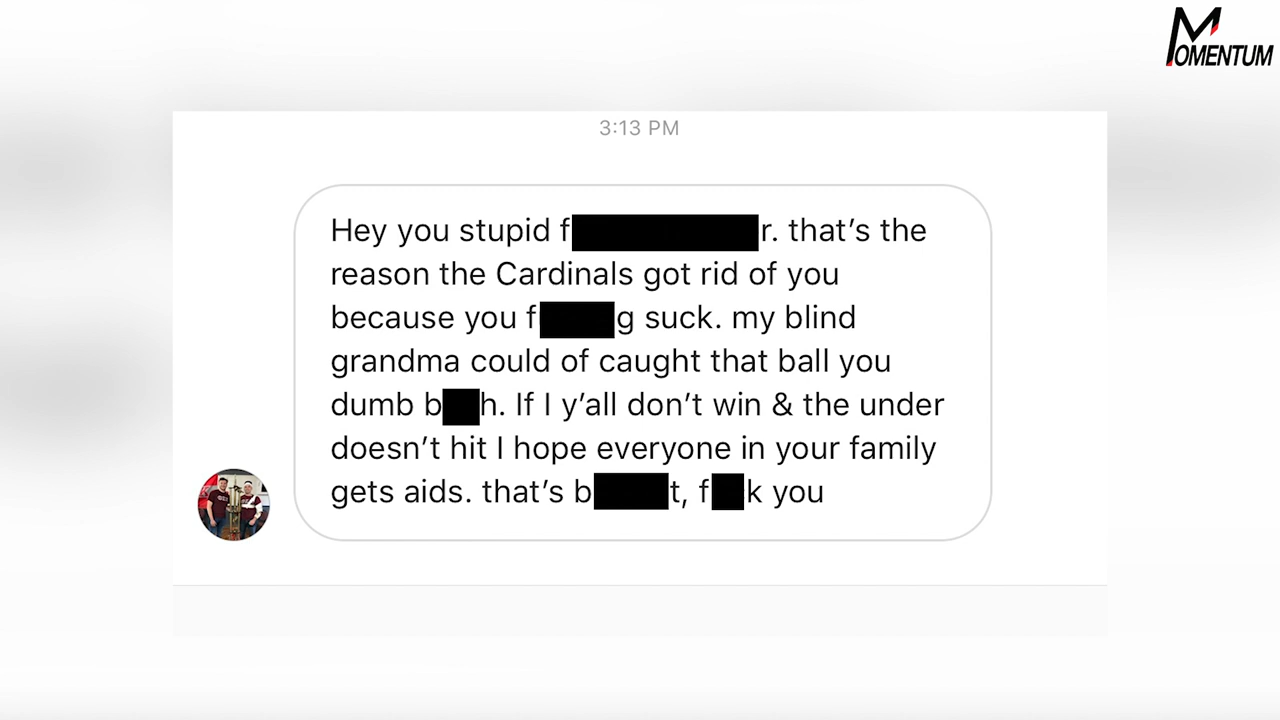 MOMENTUM
3:13 PM
Hey you stupid f r. that's the
reason the Cardinals got rid of you
because you f g suck. my blind
grandma could of caught that ball you
dumb b h. If I y'all don't win & the under
doesn't hit I hope everyone in your family
gets aids. that's b t, f k you